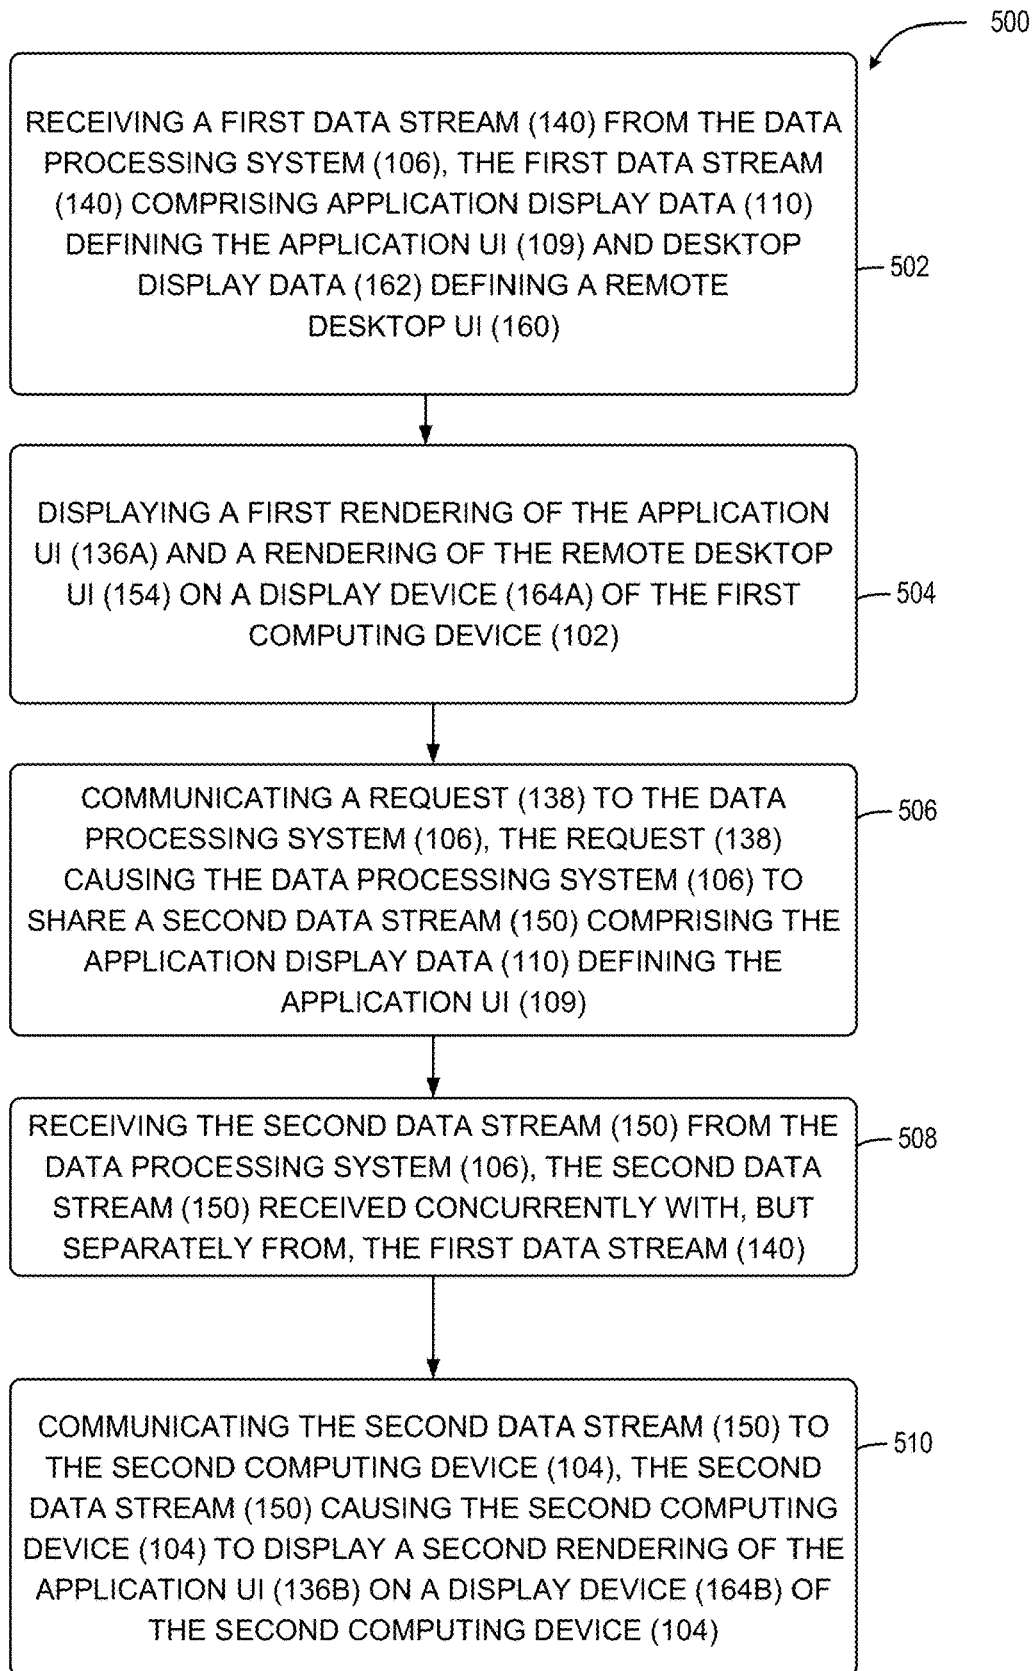 500
RECEIVING A FIRST DATA STREAM (140) FROM THE DATA
PROCESSING SYSTEM (106), THE FIRST DATA STREAM
(140) COMPRISING APPLICATION DISPLAY DATA (110)
DEFINING THE APPLICATION UI (109) AND DESKTOP
DISPLAY DATA (162) DEFINING A REMOTE
DESKTOP UI (160)
502
DISPLAYING A FIRST RENDERING OF THE APPLICATION
UI (136A) AND A RENDERING OF THE REMOTE DESKTOP
UI (154) ON A DISPLAY DEVICE (164A) OF THE FIRST
COMPUTING DEVICE (102)
504
COMMUNICATING A REQUEST (138) TO THE DATA
PROCESSING SYSTEM (106), THE REQUEST (138)
CAUSING THE DATA PROCESSING SYSTEM (106) TO
SHARE A SECOND DATA STREAM (150) COMPRISING THE
APPLICATION DISPLAY DATA (110) DEFINING THE
APPLICATION UI (109)
506
RECEIVING THE SECOND DATA STREAM (150) FROM THE
DATA PROCESSING SYSTEM (106), THE SECOND DATA
STREAM (150) RECEIVED CONCURRENTLY WITH, BUT
SEPARATELY FROM, THE FIRST DATA STREAM (140)
508
COMMUNICATING THE SECOND DATA STREAM (150) TO
THE SECOND COMPUTING DEVICE (104), THE SECOND
DATA STREAM (150) CAUSING THE SECOND COMPUTING
DEVICE (104) TO DISPLAY A SECOND RENDERING OF THE
APPLICATION UI (136B) ON A DISPLAY DEVICE (164B) OF
THE SECOND COMPUTING DEVICE (104)
510